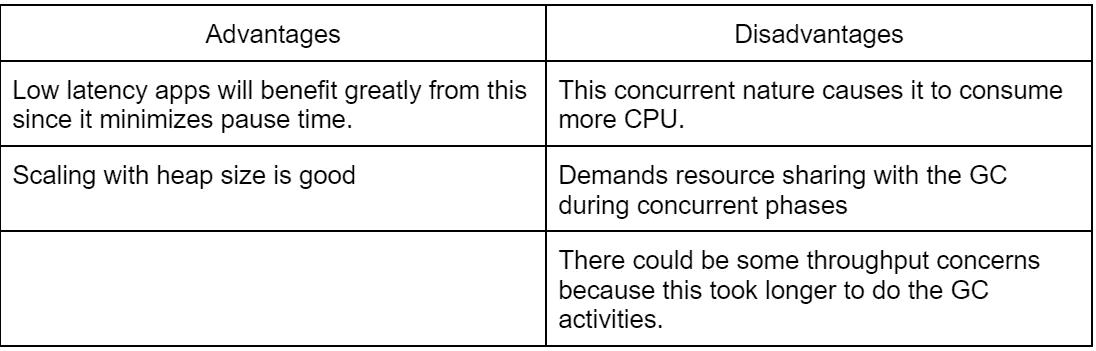 Advantages
Disadvantages
Low latency apps will benefit greatly from this
since it minimizes pause time.
This concurrent nature causes it to consume
more CPU.
Scaling with heap size is good
Demands resource sharing with the GC
during concurrent phases
There could be some throughput concerns
because this took longer to do the GC
activities.